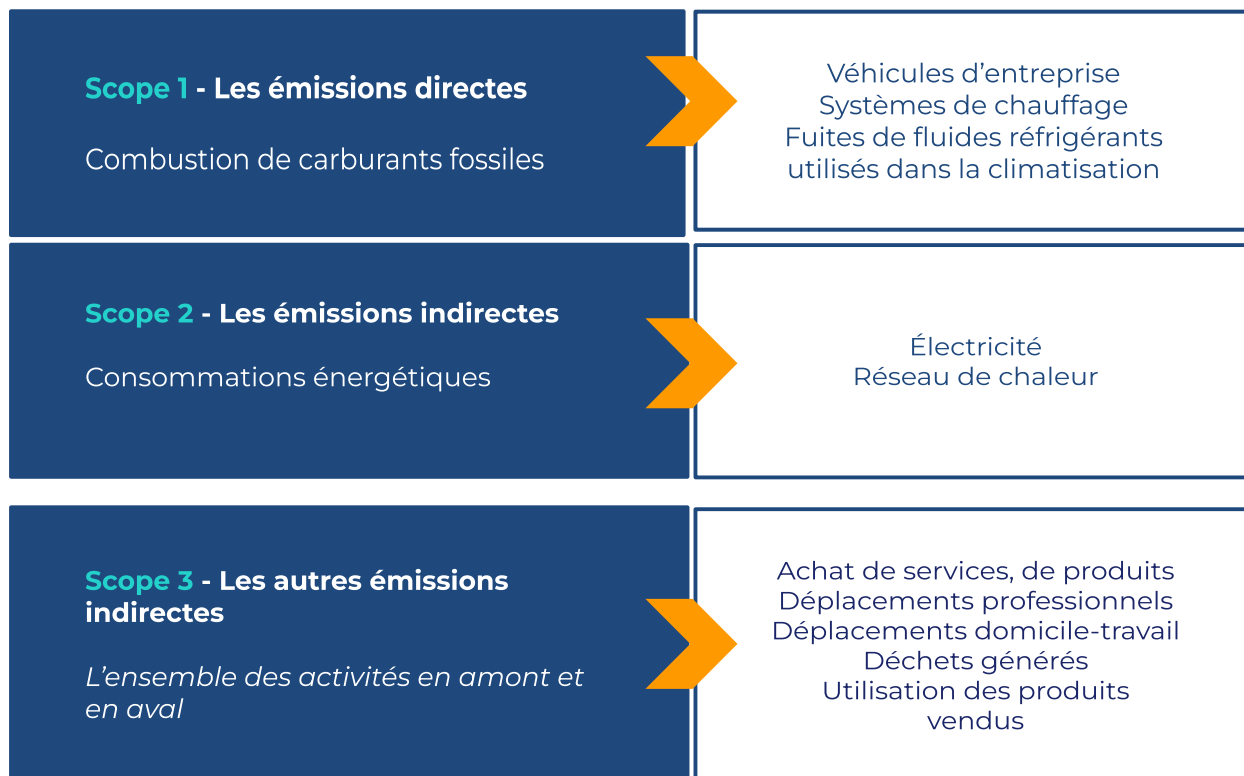 Scope 1 - Les émissions directes
Combustion de carburants fossiles
Véhicules d’entreprise
Systèmes de chauffage
Fuites de fluides réfrigérants
utilisés dans la climatisation
Scope 2 - Les émissions indirectes
Consommations énergétiques
Électricité
Réseau de chaleur
Scope 3 - Les autres émissions
indirectes
L’ensemble des activités en amont et
en aval
Achat de services, de produits
Déplacements professionnels
Déplacements domicile-travail
Déchets générés
Utilisation des produits
vendus